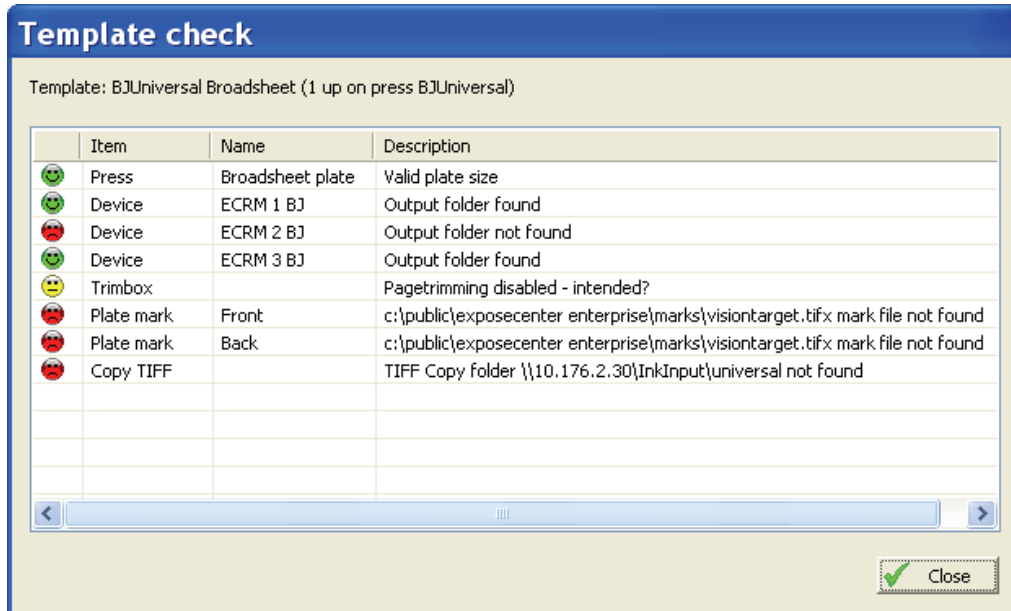 Template check
Template: BJUniversal Broadsheet (1 up on press BJUniversal)
Item Name Description
Press Broadsheet plate Valid plate size
Device ECRM 1 BJ Output folder found
Device ECRM 2 BJ Output folder not found
Device ECRM 3 BJ Output folder found
Trimbox Pagetrimming disabled - intended?
Plate mark Front c:\public\exposecenter enterprise\marks\visiontarget.tifx mark file not found
Plate mark Back c:\public\exposecenter enterprise\marks\visiontarget.tifx mark file not found
Copy TIFF TIFF Copy folder \\10.176.2.30\InkInput\universal not found
Close